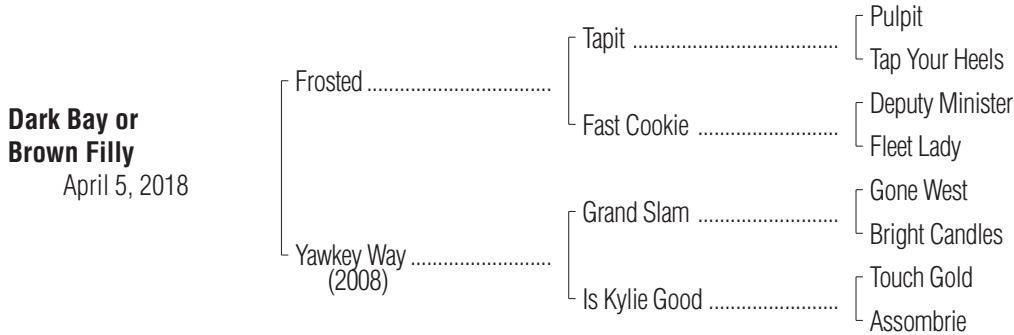 Dark Bay or
Brown Filly
April 5, 2018
Frosted ..............................................
Yawkey Way ...................................
(2008)
Tapit ...................................................
Fast Cookie ...................................
Grand Slam ...................................
Is Kylie Good .................................
Pulpit
Tap Your Heels
Deputy Minister
Fleet Lady
Gone West
Bright Candles
Touch Gold
Assombrie